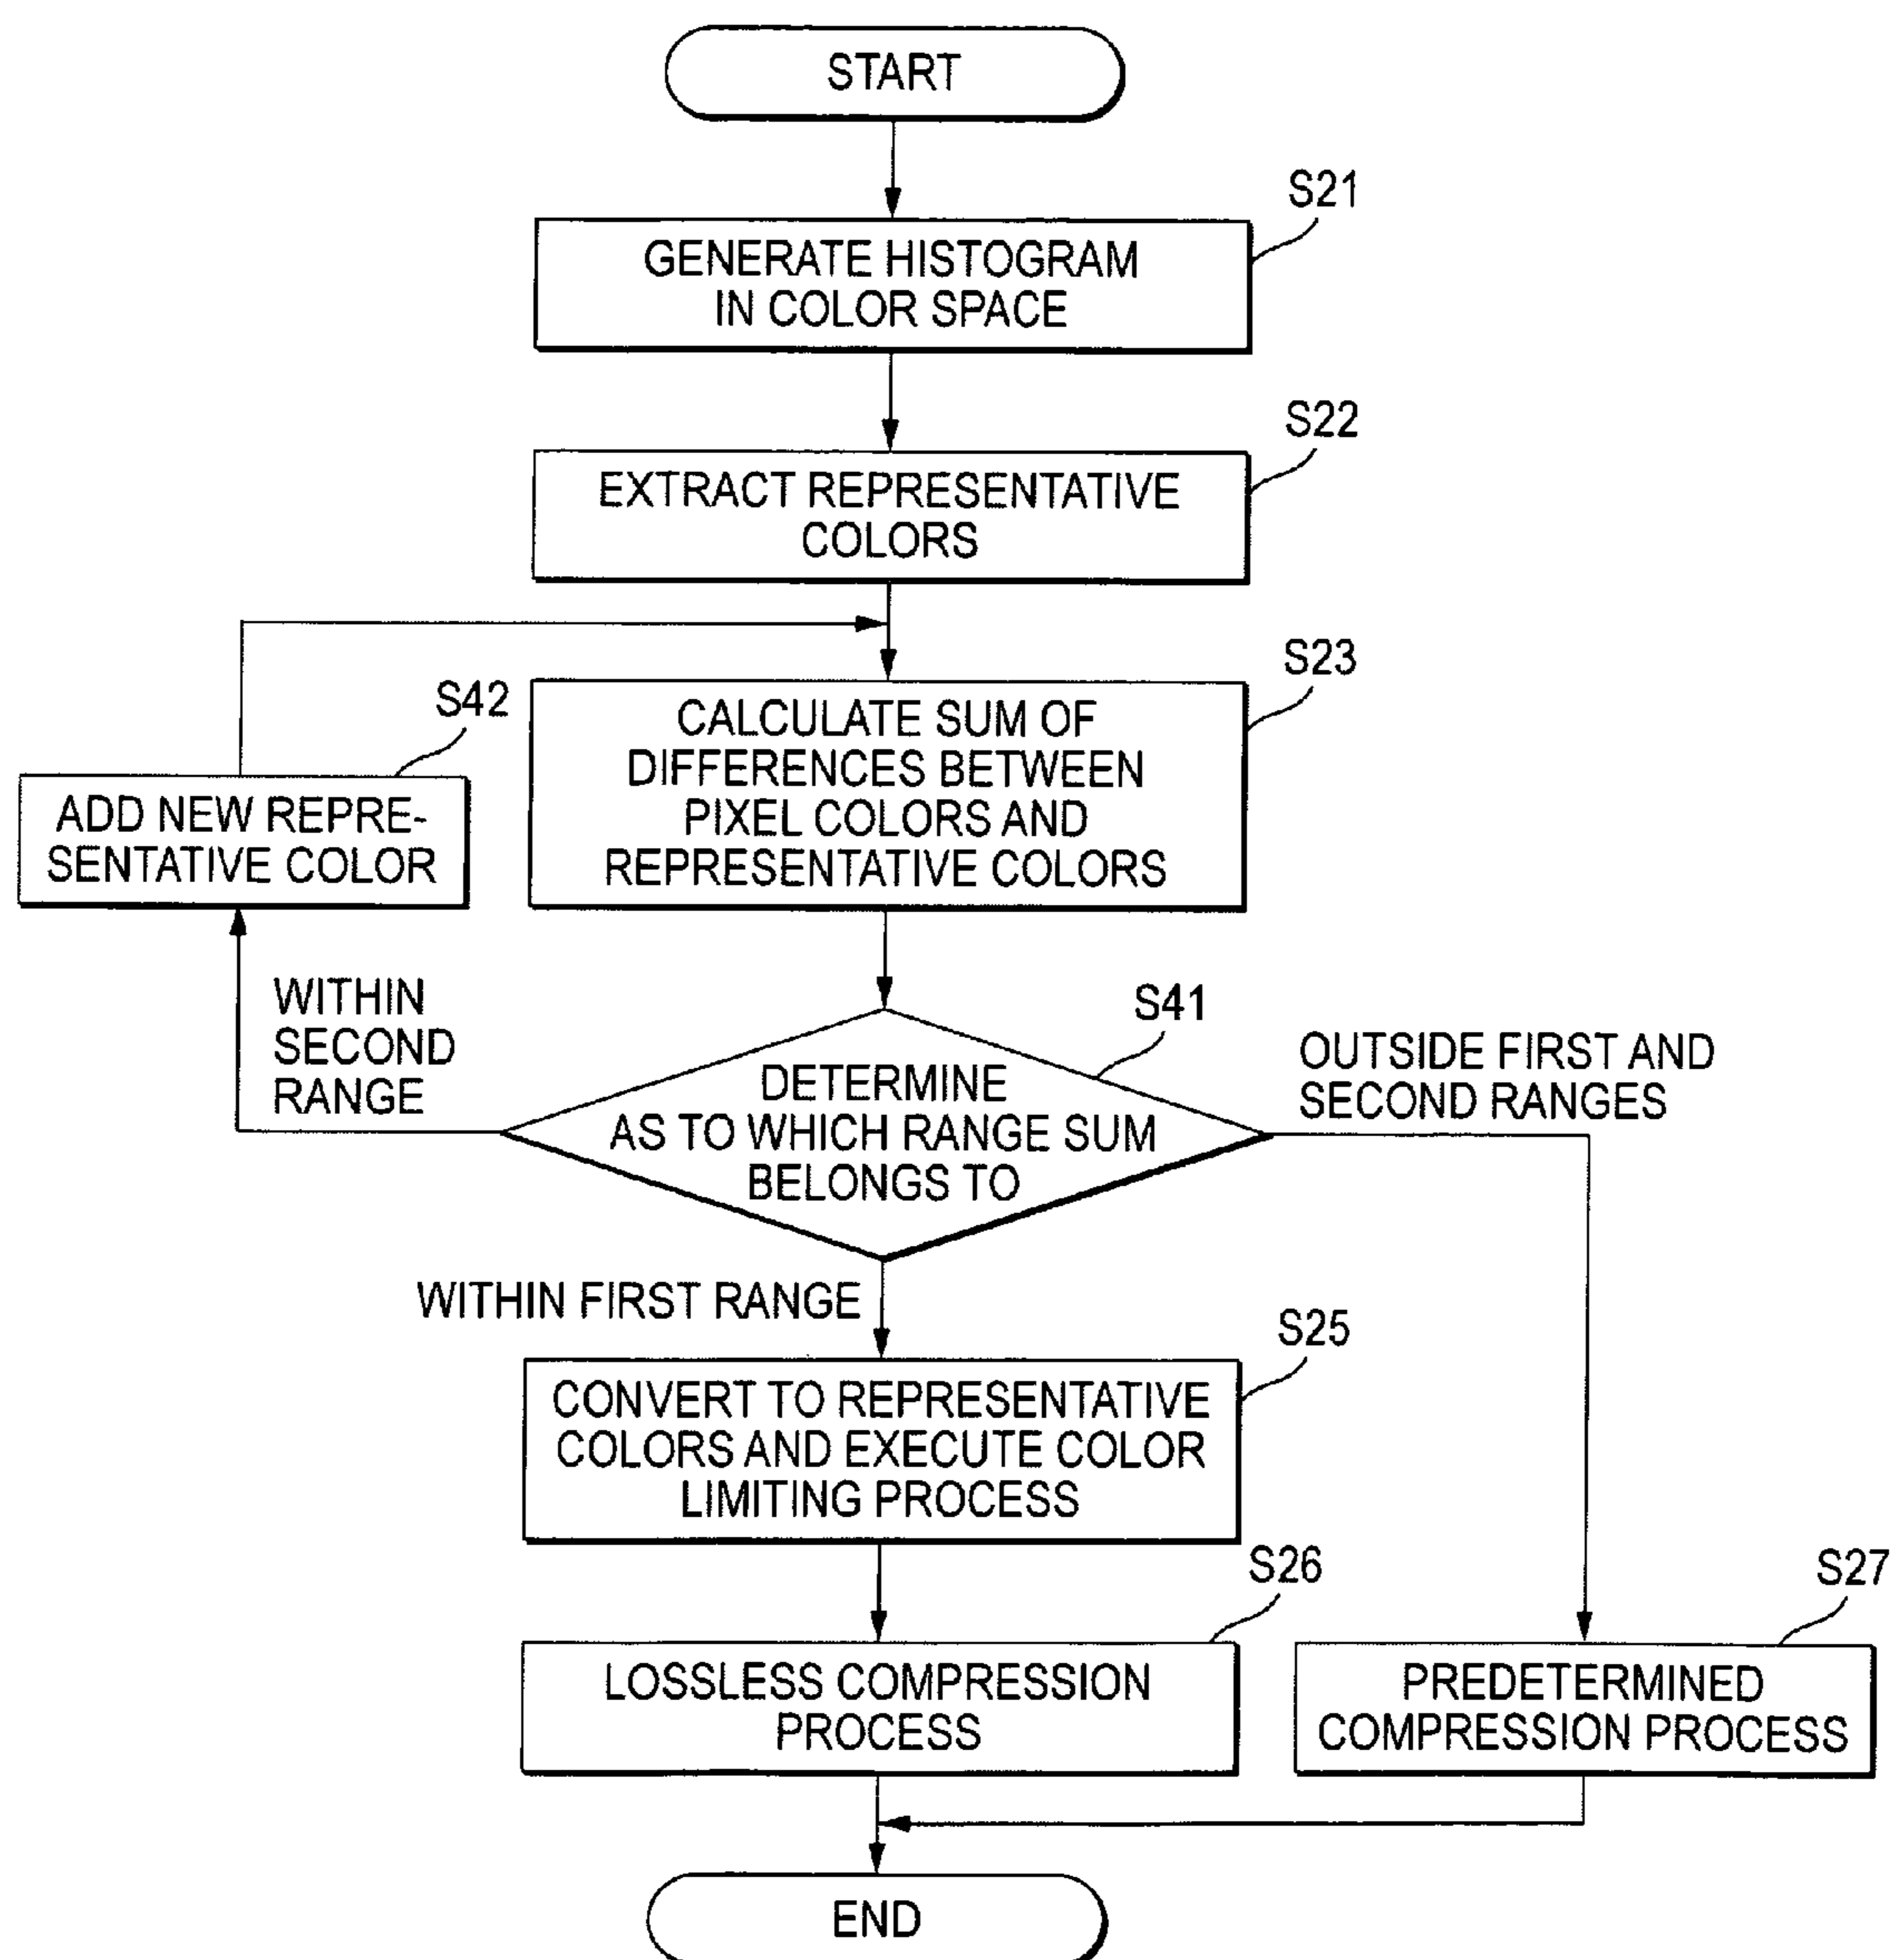 START
S21
GENERATE HISTOGRAM
IN COLOR SPACE
S22
EXTRACT REPRESENTATIVE
COLORS
S23
CALCULATE SUM OF
DIFFERENCES BETWEEN
PIXEL COLORS AND
REPRESENTATIVE COLORS
S42
ADD NEW REPRE-
SENTATIVE COLOR
WITHIN
SECOND
RANGE
S41
DETERMINE
AS TO WHICH RANGE SUM
BELONGS TO
OUTSIDE FIRST AND
SECOND RANGES
WITHIN FIRST RANGE
S25
CONVERT TO REPRESENTATIVE
COLORS AND EXECUTE COLOR
LIMITING PROCESS
S26
LOSSLESS COMPRESSION
PROCESS
S27
PREDETERMINED
COMPRESSION PROCESS
END